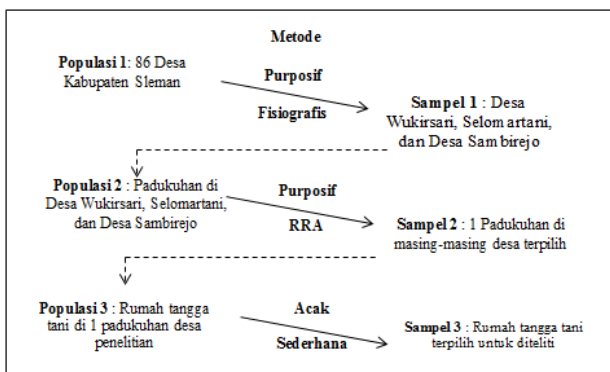 Metode
Populasi 1: 86 Desa
Kabupaten Sleman
Purposif
Fisiografis
Sampel 1 : Desa
Wukirsari, Selomartani,
dan Desa Sambirejo
Populasi 2 : Padukuhan di
Desa Wukirsari, Selomartani,
dan Desa Sambirejo
Purposif
RRA
Sampel 2 : 1 Padukuhan di
masing-masing desa terpilih
Populasi 3 : Rumah tangga
tani di 1 padukuhan desa
penelitian
Acak
Sederhana
Sampel 3 : Rumah tangga tani
terpilih untuk diteliti